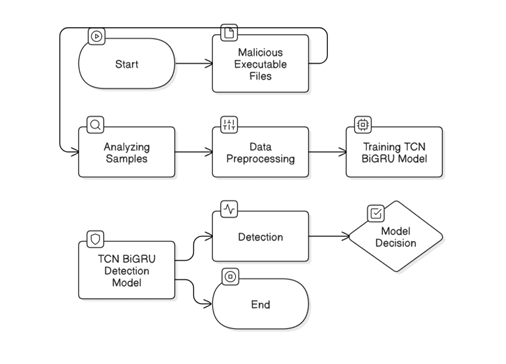 Start
Malicious
Executable
Files
Analyzing
Samples
Data
Preprocessing
Training TCN
BiGRU Model
TCN BiGRU
Detection
Model
Detection
Model
Decision
End